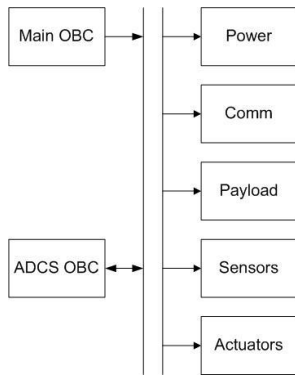 Main OBC
Power
Comm
Payload
ADCS OBC
Sensors
Actuators